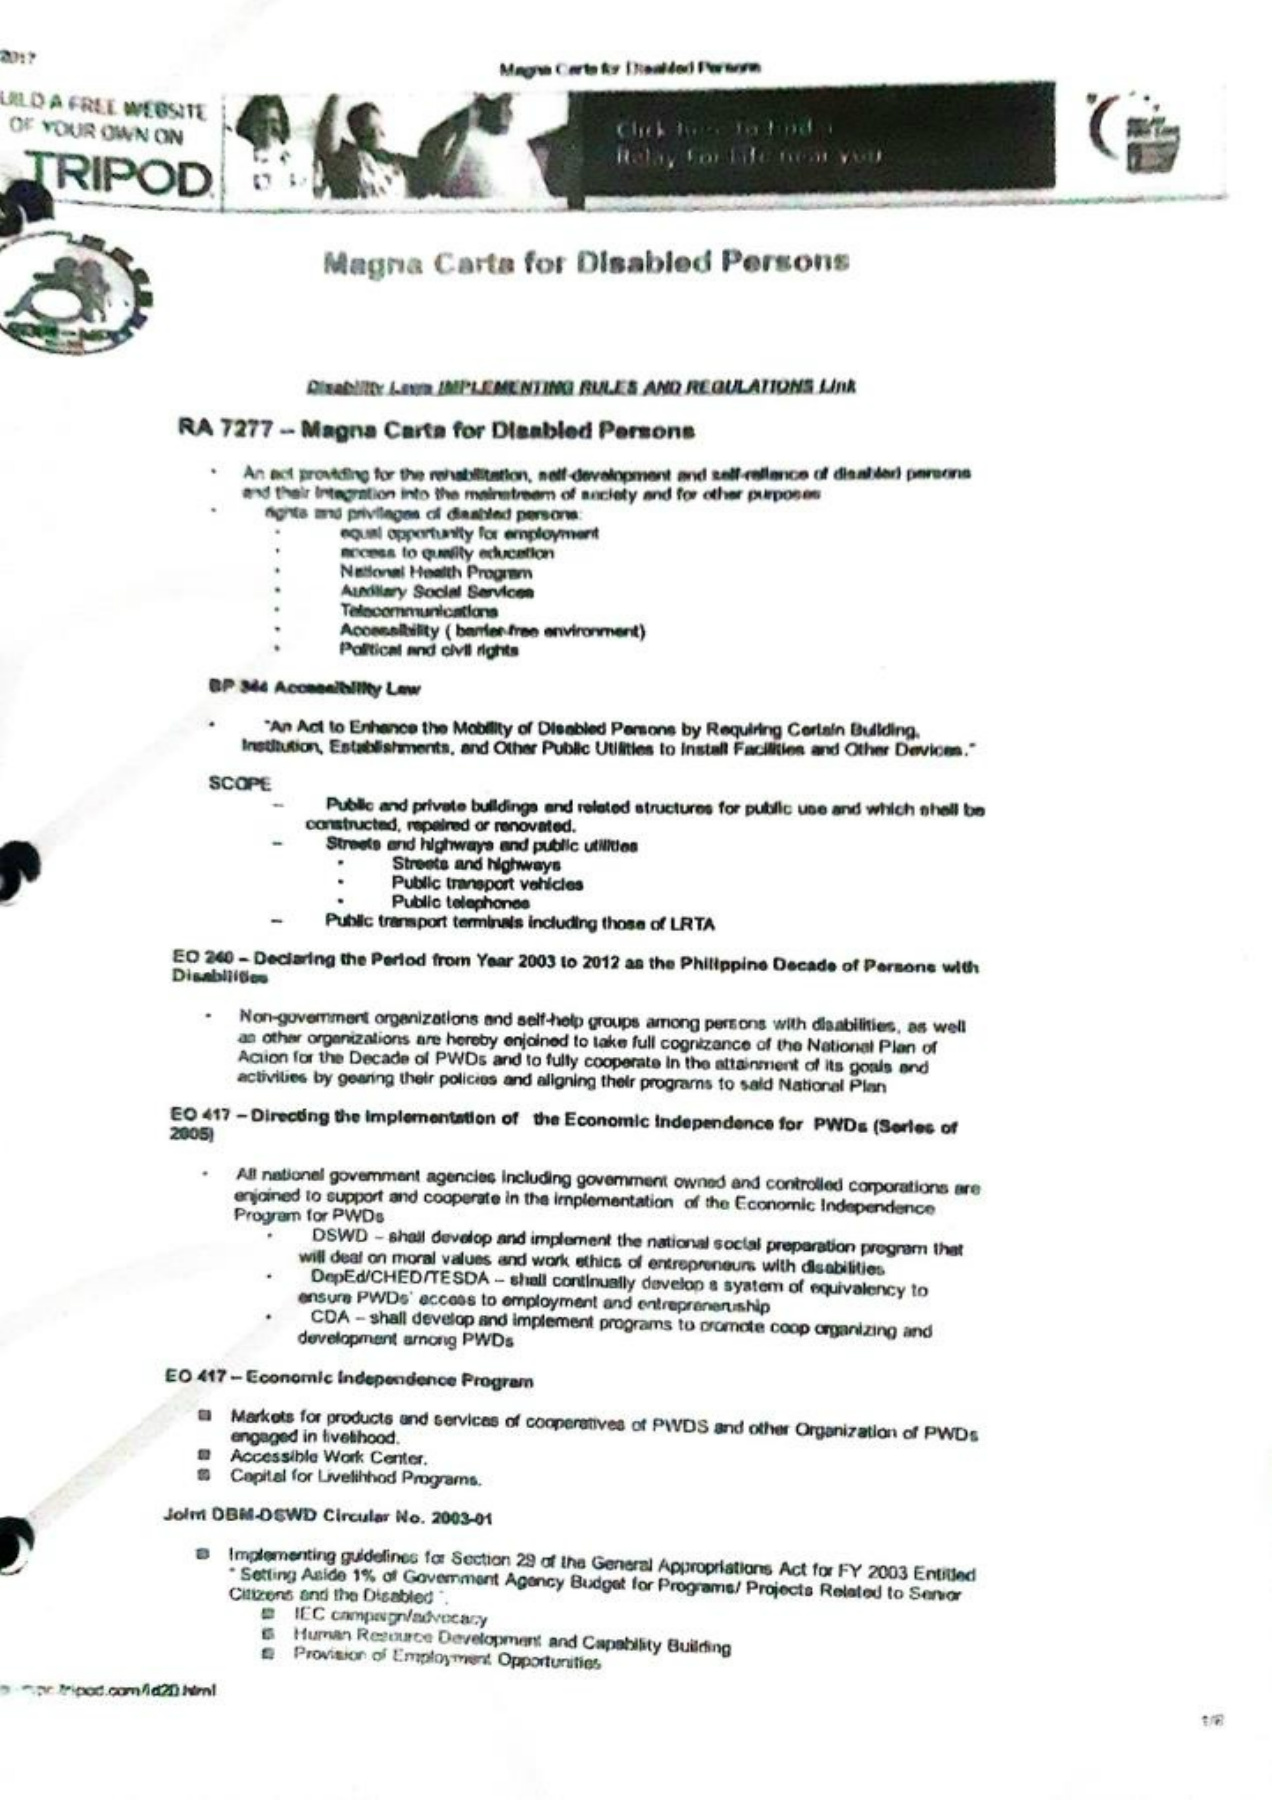 2017
Magna Carta for Disabled Persons
BUILD A FREE WEBSITE
OF YOUR OWN ON
TRIPOD
Click here to find a
Relay For Life near you
Magna Carta for Disabled Persons
Disability Laws IMPLEMENTING RULES AND REGULATIONS Link
RA 7277 – Magna Carta for Disabled Persons
· An act providing for the rehabilitation, self-development and self-reliance of disabled persons
and their integration into the mainstream of society and for other purposes
· rights and privileges of disabled persons:
· equal opportunity for employment
· access to quality education
· National Health Program
· Auxiliary Social Services
· Telecommunications
· Accessibility ( barrier-free environment)
· Political and civil rights
BP 344 Accessibility Law
· "An Act to Enhance the Mobility of Disabled Persons by Requiring Certain Building,
Institution, Establishments, and Other Public Utilities to Install Facilities and Other Devices."
SCOPE
– Public and private buildings and related structures for public use and which shall be
constructed, repaired or renovated.
– Streets and highways and public utilities
· Streets and highways
· Public transport vehicles
· Public telephones
– Public transport terminals including those of LRTA
EO 240 – Declaring the Period from Year 2003 to 2012 as the Philippine Decade of Persons with
Disabilities
· Non-government organizations and self-help groups among persons with disabilities, as well
as other organizations are hereby enjoined to take full cognizance of the National Plan of
Action for the Decade of PWDs and to fully cooperate in the attainment of its goals and
activities by gearing their policies and aligning their programs to said National Plan
EO 417 – Directing the Implementation of the Economic Independence for PWDs (Series of
2005)
· All national government agencies including government owned and controlled corporations are
enjoined to support and cooperate in the implementation of the Economic Independence
Program for PWDs
· DSWD – shall develop and implement the national social preparation program that
will deal on moral values and work ethics of entrepreneurs with disabilities
· DepEd/CHED/TESDA – shall continually develop a system of equivalency to
ensure PWDs' access to employment and entrepreneruship
· CDA – shall develop and implement programs to promote coop organizing and
development among PWDs
EO 417 – Economic Independence Program
Markets for products and services of cooperatives of PWDS and other Organization of PWDs
engaged in livelihood.
Accessible Work Center.
Capital for Livelihhod Programs.
Joint DBM-DSWD Circular No. 2003-01
Implementing guidelines for Section 29 of the General Appropriations Act for FY 2003 Entitled
" Setting Aside 1% of Government Agency Budget for Programs/ Projects Related to Senior
Citizens and the Disabled ".
IEC campaign/advocacy
Human Resource Development and Capability Building
Provision of Employment Opportunities
tripod.com/id20.html